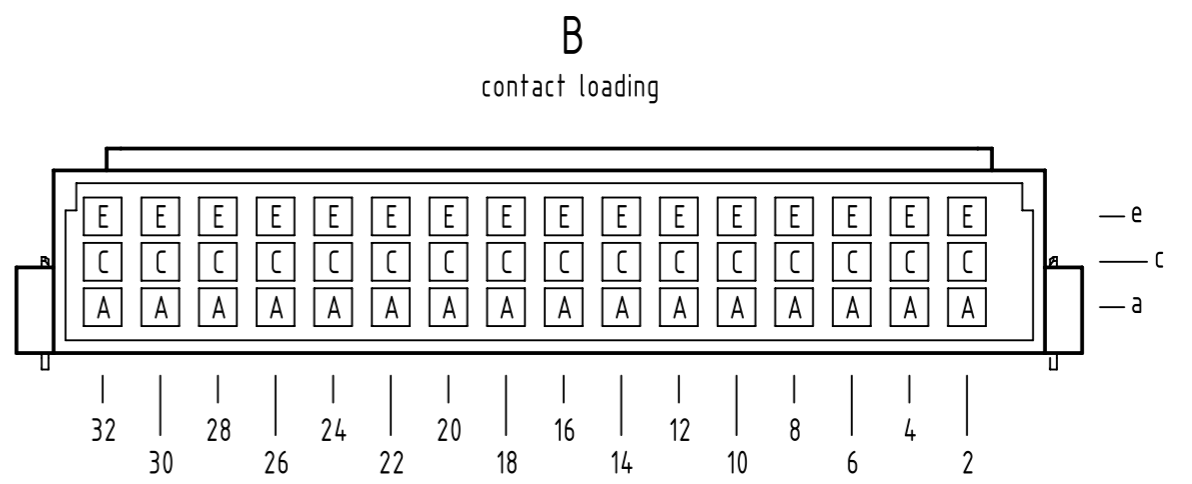 B
contact loading
E E E E E E E E E E E E E E E E e
C C C C C C C C C C C C C C C C c
A A A A A A A A A A A A A A A A a
32 28 24 20 16 12 8 4
30 26 22 18 14 10 6 2